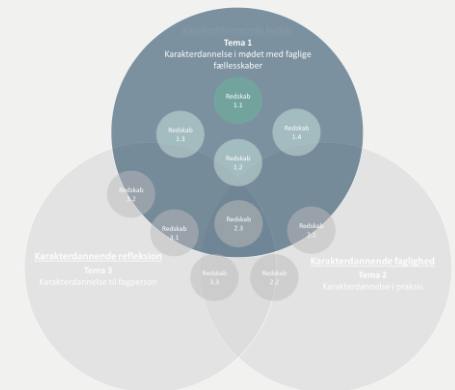 Tema 1
Karakterdannelse i mødet med faglige
fællesskaber
Redskab
1.1
Redskab
1.3
Redskab
1.4
Redskab
1.2
Redskab
3.2
Redskab
2.3
Redskab
3.1
Redskab
Karakterdannende refleksion
Tema 3
Karakterdannelse til fagperson
Karakterdannende faglighed
Tema 2
Karakterdannelse i praksis
Redskab
3.3
Redskab
2.2